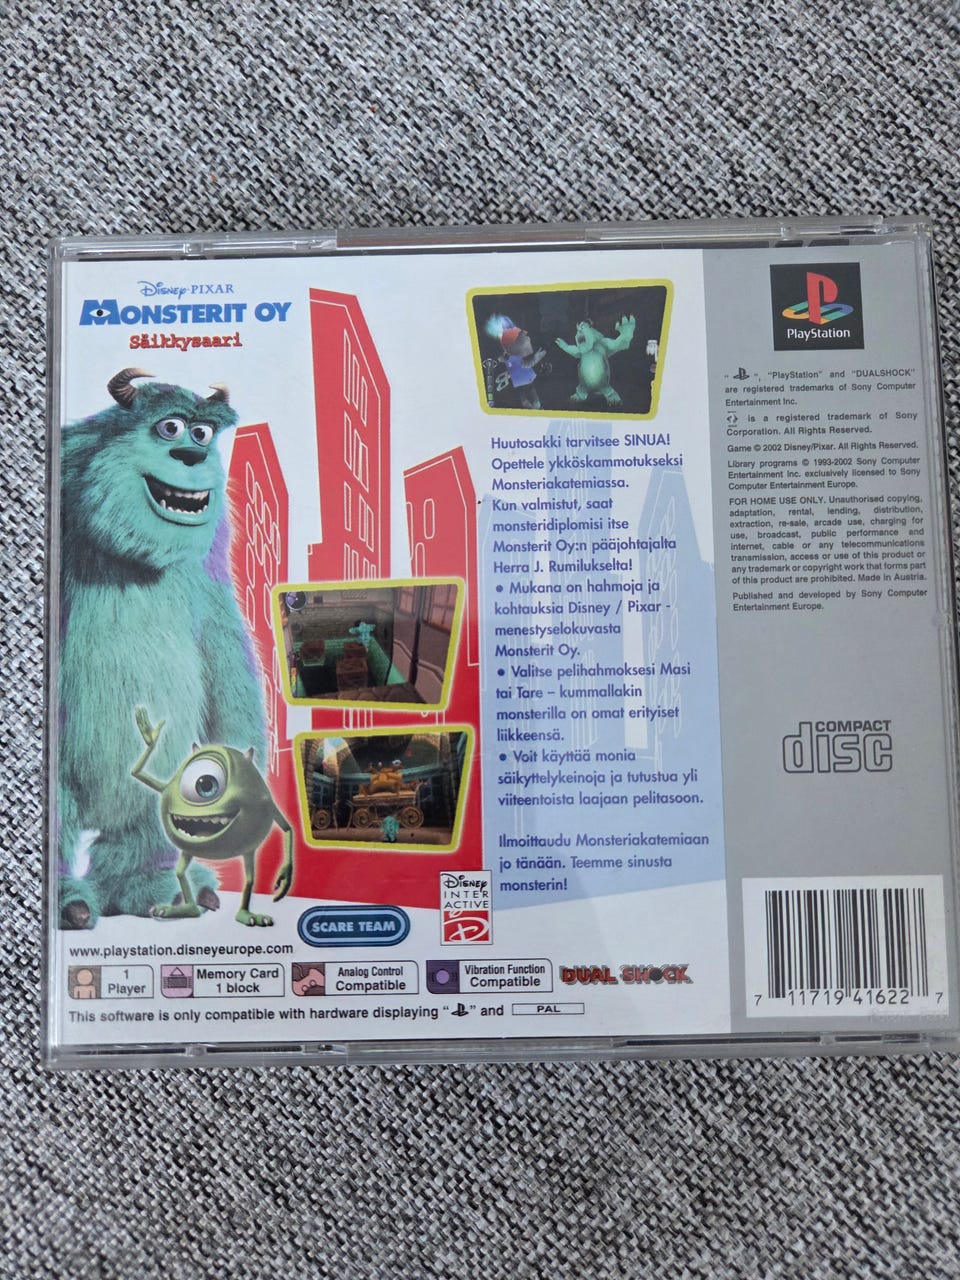 Disney·PIXAR
MONSTERIT OY
Säikkysaari
Huutosakki tarvitsee SINUA!
Opettele ykköskammotukseksi
Monsteriakatemiassa.
Kun valmistut, saat
monsteridiplomisi itse
Monsterit Oy:n pääjohtajalta
Herra J. Rumilukselta!
• Mukana on hahmoja ja
kohtauksia Disney / Pixar -
menestyselokuvasta
Monsterit Oy.
• Valitse pelihahmoksesi Masi
tai Tare – kummallakin
monsterilla on omat erityiset
liikkeensä.
• Voit käyttää monia
säikyttelykeinoja ja tutustua yli
viiteentoista laajaan pelitasoon.
Ilmoittaudu Monsteriakatemiaan
jo tänään. Teemme sinusta
monsterin!
DISNEY
INTER
ACTIVE
D
SCARE TEAM
www.playstation.disneyeurope.com
1
Player
Memory Card
1 block
Analog Control
Compatible
Vibration Function
Compatible
DUAL SHOCK
This software is only compatible with hardware displaying "PS" and PAL
PlayStation
"PS", "PlayStation" and "DUALSHOCK"
are registered trademarks of Sony Computer
Entertainment Inc.
is a registered trademark of Sony
Corporation. All Rights Reserved.
Game © 2002 Disney/Pixar. All Rights Reserved.
Library programs © 1993-2002 Sony Computer
Entertainment Inc. exclusively licensed to Sony
Computer Entertainment Europe.
FOR HOME USE ONLY. Unauthorised copying,
adaptation, rental, lending, distribution,
extraction, re-sale, arcade use, charging for
use, broadcast, public performance and
internet, cable or any telecommunications
transmission, access or use of this product or
any trademark or copyright work that forms part
of this product are prohibited. Made in Austria.
Published and developed by Sony Computer
Entertainment Europe.
COMPACT
disc
7 11719 41622 7